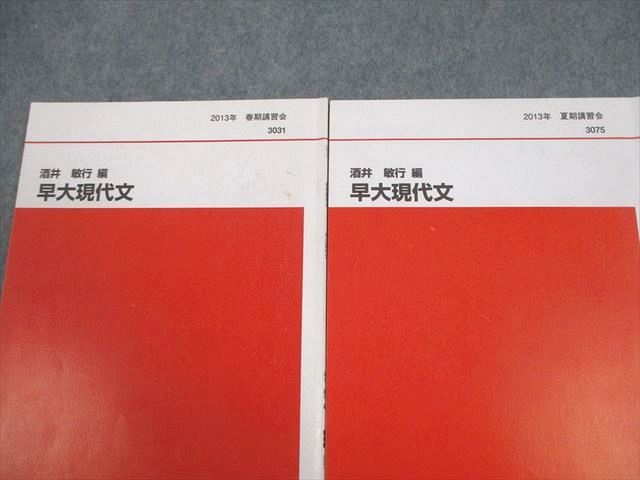 2013年 春期講習会
3031
酒井 敏行 編
早大現代文
2013年 夏期講習会
3075
酒井 敏行 編
早大現代文